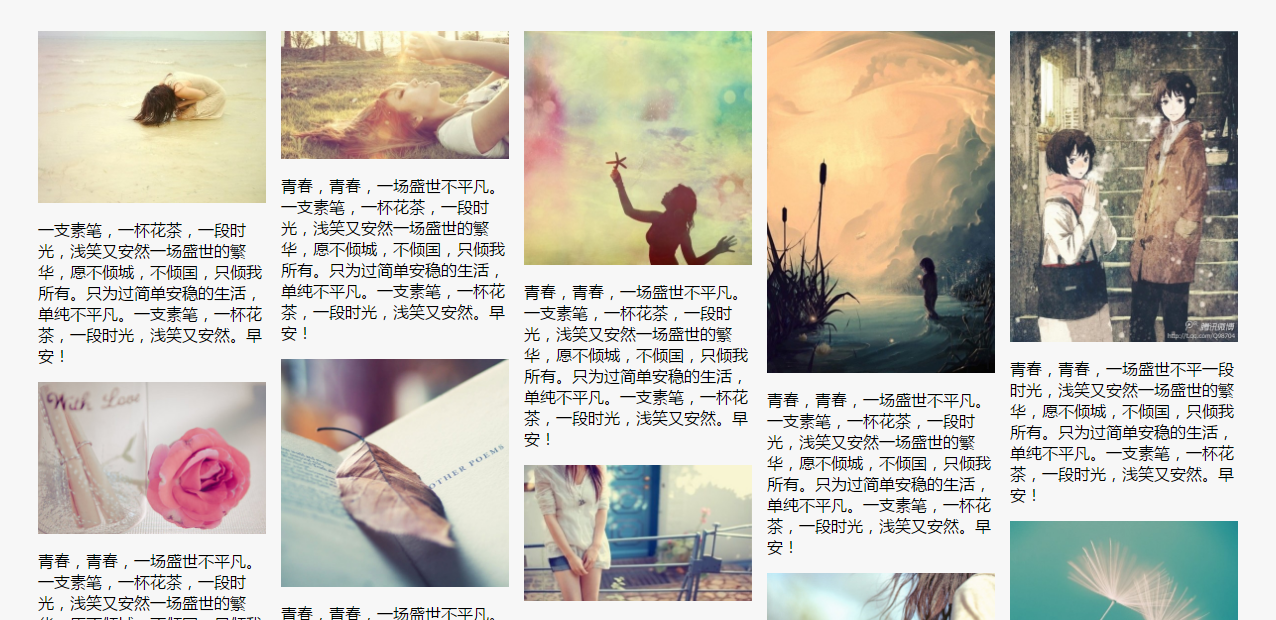 一支素笔，一杯花茶，一段时
光，浅笑又安然一场盛世的繁
华，愿不倾城，不倾国，只倾我
所有。只为过简单安稳的生活，
单纯不平凡。一支素笔，一杯花
茶，一段时光，浅笑又安然。早
安！
With Love
青春，青春，一场盛世不平凡。
一支素笔，一杯花茶，一段时
光，浅笑又安然一场盛世的繁
青春，青春，一场盛世不平凡。
一支素笔，一杯花茶，一段时
光，浅笑又安然一场盛世的繁
华，愿不倾城，不倾国，只倾我
所有。只为过简单安稳的生活，
单纯不平凡。一支素笔，一杯花
茶，一段时光，浅笑又安然。早
安！
OTHER POEMS
青春，青春，一场盛世不平凡。
青春，青春，一场盛世不平凡。
一支素笔，一杯花茶，一段时
光，浅笑又安然一场盛世的繁
华，愿不倾城，不倾国，只倾我
所有。只为过简单安稳的生活，
单纯不平凡。一支素笔，一杯花
茶，一段时光，浅笑又安然。早
安！
青春，青春，一场盛世不平凡。
一支素笔，一杯花茶，一段时
光，浅笑又安然一场盛世的繁
华，愿不倾城，不倾国，只倾我
所有。只为过简单安稳的生活，
单纯不平凡。一支素笔，一杯花
茶，一段时光，浅笑又安然。早
安！
腾讯微博
青春，青春，一场盛世不平一段
时光，浅笑又安然一场盛世的繁
华，愿不倾城，不倾国，只倾我
所有。只为过简单安稳的生活，
单纯不平凡。一支素笔，一杯花
茶，一段时光，浅笑又安然。早
安！